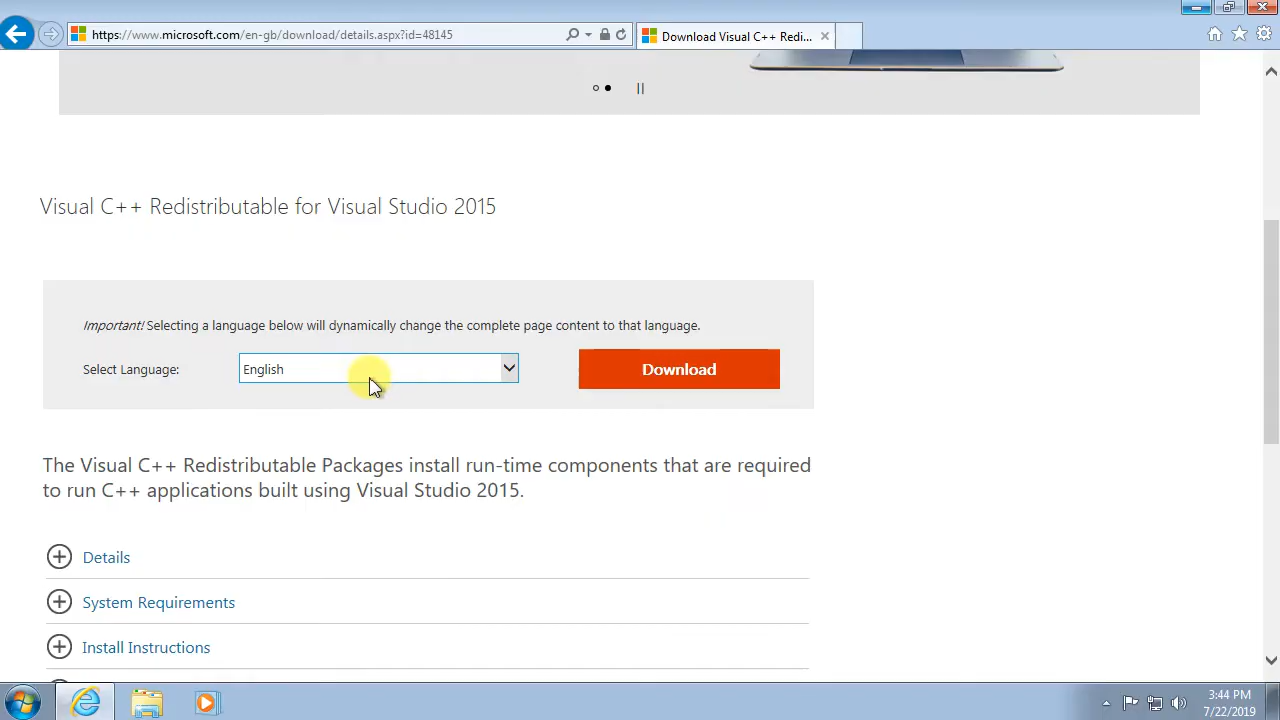 https://www.microsoft.com/en-gb/download/details.aspx?id=48145
Download Visual C++ Redi...
Visual C++ Redistributable for Visual Studio 2015
Important! Selecting a language below will dynamically change the complete page content to that language.
Select Language:
English
Download
The Visual C++ Redistributable Packages install run-time components that are required
to run C++ applications built using Visual Studio 2015.
Details
System Requirements
Install Instructions
3:44 PM
7/22/2019